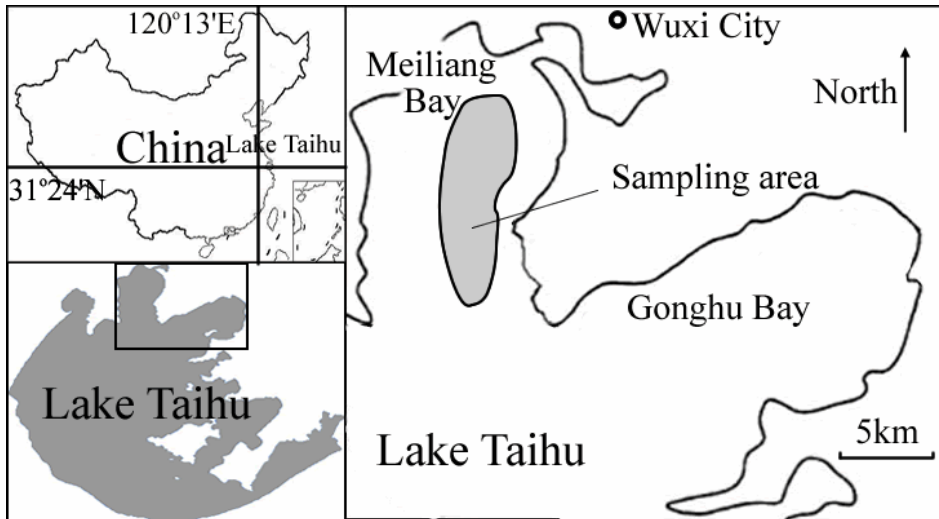 120°13'E
China
Lake Taihu
31°24'N
Lake Taihu
Wuxi City
Meiliang
Bay
North
Sampling area
Gonghu Bay
Lake Taihu
5km